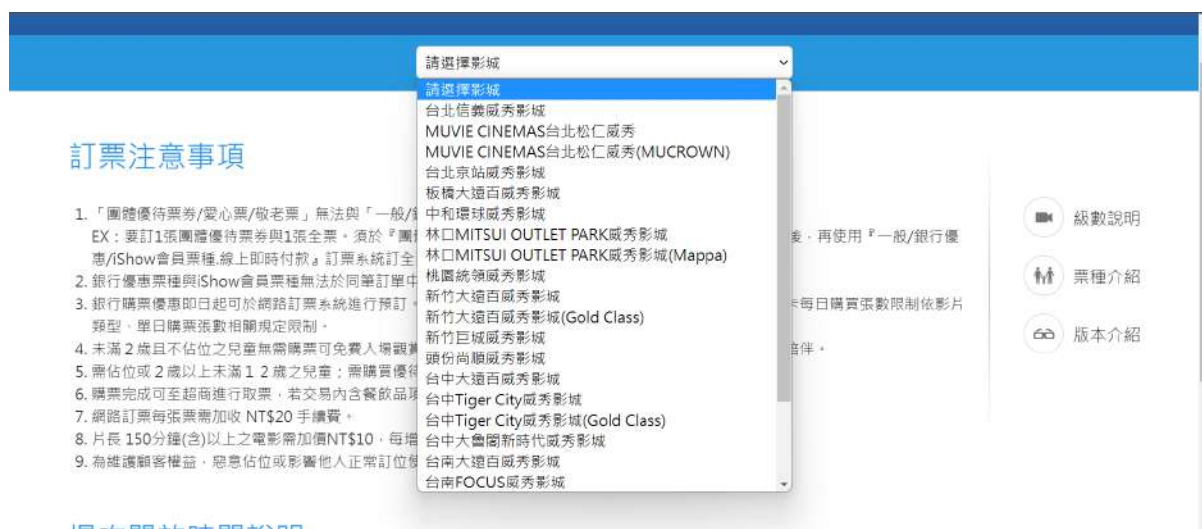 請選擇影城
請選擇影城
台北信義威秀影城
MUVIE CINEMAS台北松仁威秀
MUVIE CINEMAS台北松仁威秀(MUCROWN)
台北京站威秀影城
板橋大遠百威秀影城
中和環球威秀影城
林口MITSUI OUTLET PARK威秀影城
林口MITSUI OUTLET PARK威秀影城(Mappa)
桃園統領威秀影城
新竹大遠百威秀影城
新竹大遠百威秀影城(Gold Class)
新竹巨城威秀影城
頭份尚順威秀影城
台中大遠百威秀影城
台中Tiger City威秀影城
台中Tiger City威秀影城(Gold Class)
台中大魯閣新時代威秀影城
台南大遠百威秀影城
台南FOCUS威秀影城
訂票注意事項
1. 「團體優待票券/愛心票/敬老票」無法與「一般/
EX：要訂1張團體優待票券與1張全票。須於『團 後，再使用『一般/銀行優
惠/iShow會員票種.線上即時付款』訂票系統訂全
2. 銀行優惠票種與iShow會員票種無法於同筆訂單中
3. 銀行購票優惠即日起可於網路訂票系統進行預訂， 卡每日購買張數限制依影片
類型、單日購票張數相關規定限制。
4. 未滿２歲且不佔位之兒童無需購票可免費入場觀 陪伴。
5. 需佔位或２歲以上未滿１２歲之兒童；需購買優
6. 購票完成可至超商進行取票，若交易內含餐飲品
7. 網路訂票每張票需加收 NT$20 手續費。
8. 片長 150分鐘(含)以上之電影需加價NT$10，每增
9. 為維護顧客權益，惡意佔位或影響他人正常訂位
級數說明
票種介紹
版本介紹